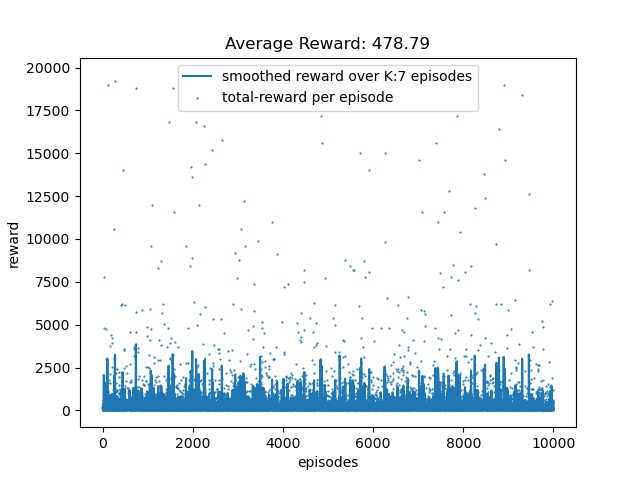 Average Reward: 478.79
smoothed reward over K:7 episodes
total-reward per episode
20000
17500
15000
12500
10000
7500
5000
2500
0
reward
0 2000 4000 6000 8000 10000
episodes